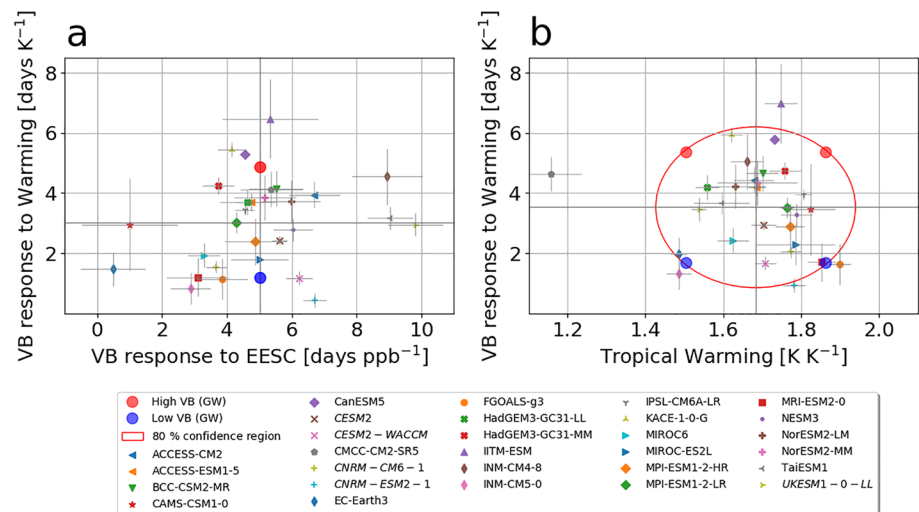 a
b
VB response to Warming [days K⁻¹]
8
6
4
2
0
2
4
6
8
10
VB response to EESC [days ppb⁻¹]
VB response to Warming [days K⁻¹]
8
6
4
2
1.2
1.4
1.6
1.8
2.0
Tropical Warming [K K⁻¹]
High VB (GW)
Low VB (GW)
80 % confidence region
ACCESS-CM2
ACCESS-ESM1-5
BCC-CSM2-MR
CAMS-CSM1-0
CanESM5
CESM2
CESM2-WACCM
CMCC-CM2-SR5
CNRM-CM6-1
CNRM-ESM2-1
EC-Earth3
FGOALS-g3
HadGEM3-GC31-LL
HadGEM3-GC31-MM
IITM-ESM
INM-CM4-8
INM-CM5-0
IPSL-CM6A-LR
KACE-1-0-G
MIROC6
MIROC-ES2L
MPI-ESM1-2-HR
MPI-ESM1-2-LR
MRI-ESM2-0
NESM3
NorESM2-LM
NorESM2-MM
TaiESM1
UKESM1-0-LL